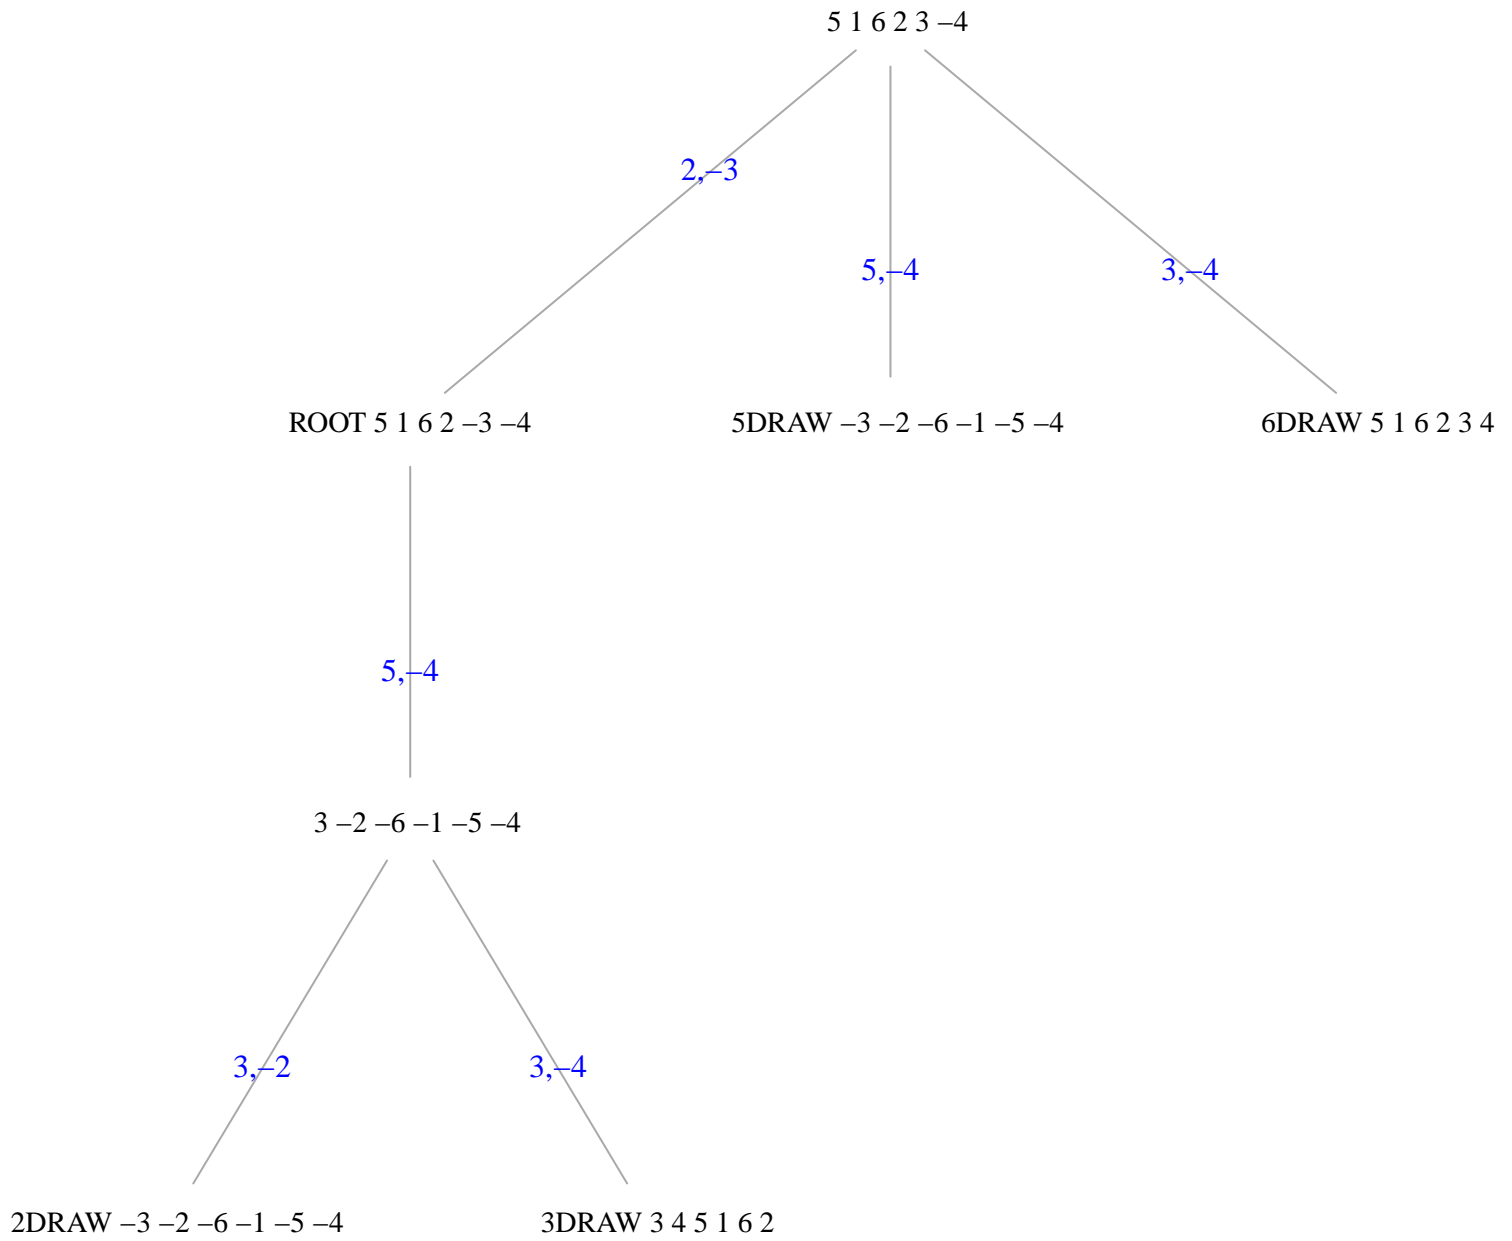 5 1 6 2 3 –4
2,–3
5,–4
3,–4
ROOT 5 1 6 2 –3 –4
5DRAW –3 –2 –6 –1 –5 –4
6DRAW 5 1 6 2 3 4
5,–4
3 –2 –6 –1 –5 –4
3,–2
3,–4
2DRAW –3 –2 –6 –1 –5 –4
3DRAW 3 4 5 1 6 2